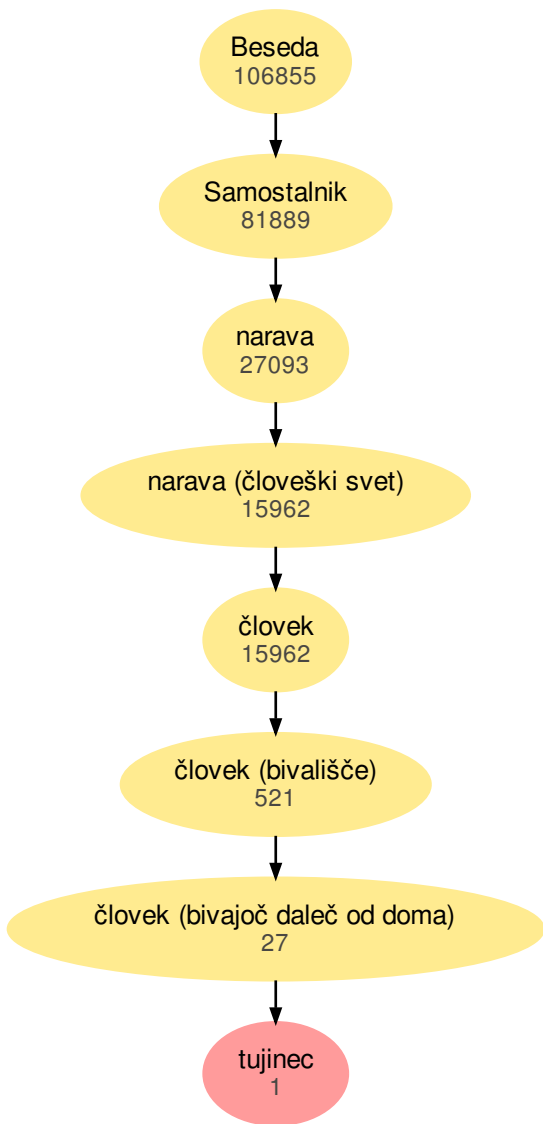 Beseda
106855
Samostalnik
81889
narava
27093
narava (človeški svet)
15962
človek
15962
človek (bivališče)
521
človek (bivajoč daleč od doma)
27
tujinec
1